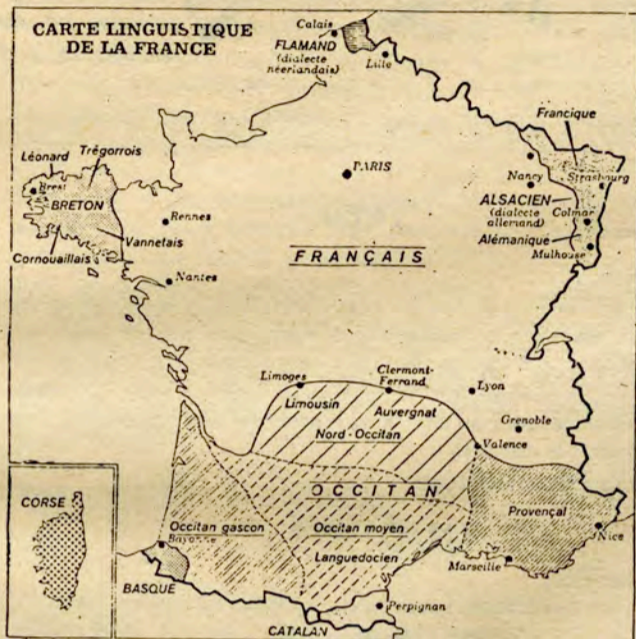 CARTE LINGUISTIQUE
DE LA FRANCE
Calais
FLAMAND
(dialecte
néerlandais)
Lille
Francique
Léonard
Trégorrois
Brest
BRETON
Vannetais
Cornouaillais
Rennes
Nantes
PARIS
Nancy
Strasbourg
ALSACIEN
(dialecte
allemand)
Colmar
Alémanique
Mulhouse
FRANÇAIS
Limoges
Clermont-
Ferrand
Lyon
Limousin
Auvergnat
Grenoble
Nord-Occitan
Valence
OCCITAN
CORSE
Occitan gascon
Occitan moyen
Provençal
Bayonne
Languedocien
Nice
Marseille
BASQUE
Perpignan
CATALAN